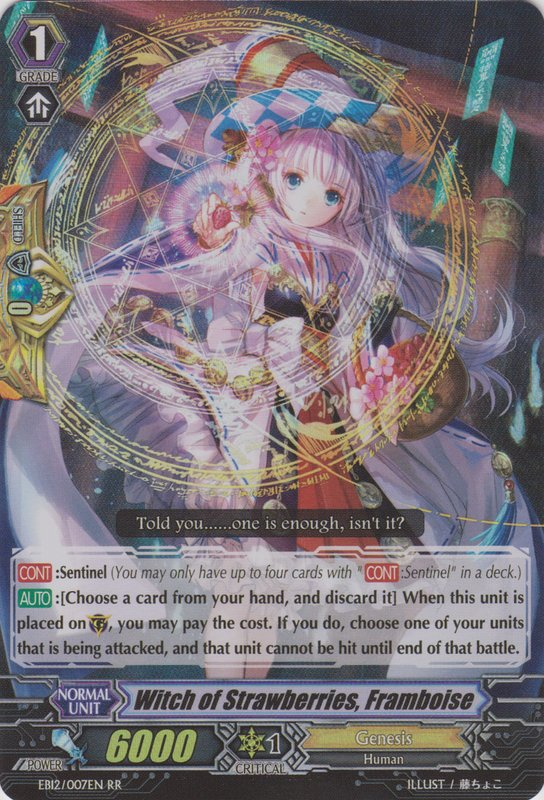 1
GRADE
SHIELD
0
Told you......one is enough, isn't it?
CONT:Sentinel (You may only have up to four cards with "CONT:Sentinel" in a deck.)
AUTO:[Choose a card from your hand, and discard it] When this unit is
placed on , you may pay the cost. If you do, choose one of your units
that is being attacked, and that unit cannot be hit until end of that battle.
NORMAL
UNIT
Witch of Strawberries, Framboise
POWER
6000
1
CRITICAL
Genesis
Human
EB12/007EN RR
ILLUST / 藤ちょこ